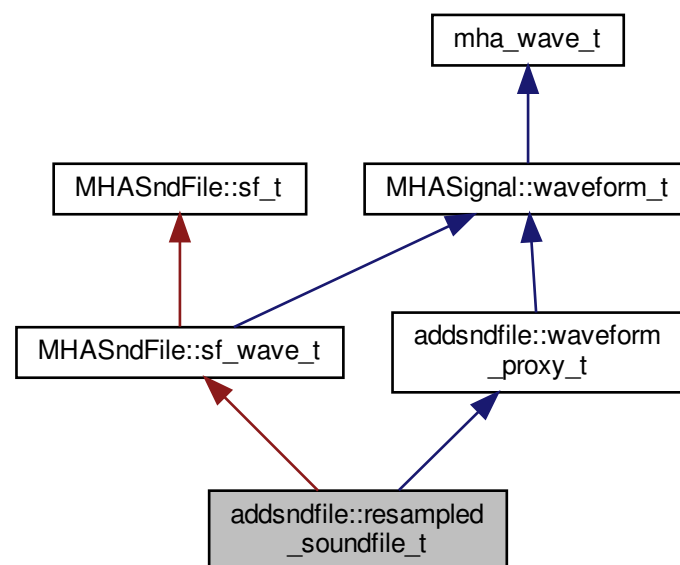 mha_wave_t
MHASndFile::sf_t
MHASignal::waveform_t
MHASndFile::sf_wave_t
addsndfile::waveform
_proxy_t
addsndfile::resampled
_soundfile_t